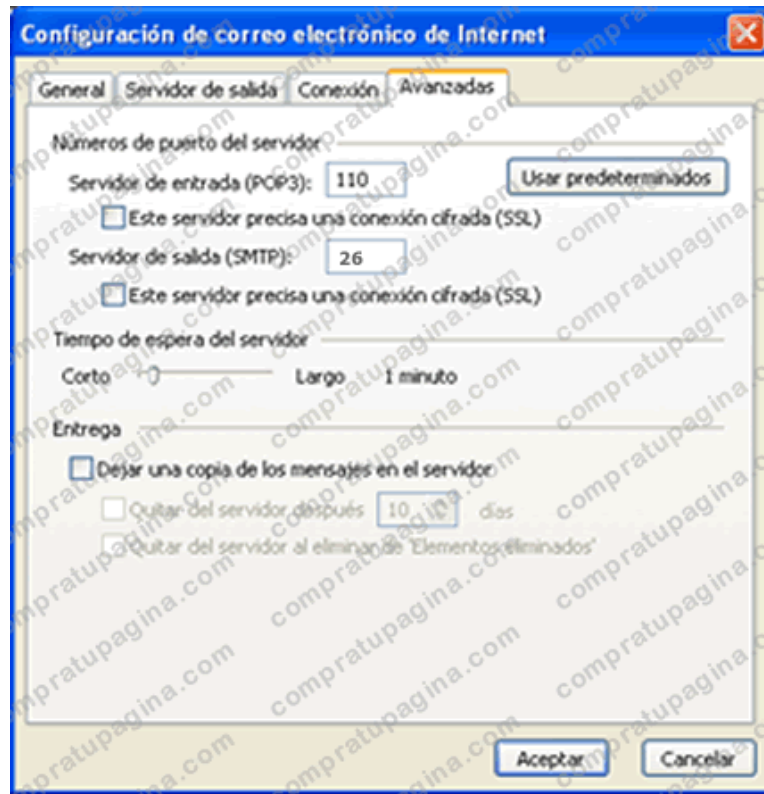 Configuración de correo electrónico de Internet
General Servidor de salida Conexión Avanzadas
Números de puerto del servidor
Servidor de entrada (POP3): 110 Usar predeterminados
Este servidor precisa una conexión cifrada (SSL)
Servidor de salida (SMTP): 26
Este servidor precisa una conexión cifrada (SSL)
Tiempo de espera del servidor
Corto Largo 1 minuto
Entrega
Dejar una copia de los mensajes en el servidor
Quitar del servidor después 10 días
Quitar del servidor al eliminar de 'Elementos eliminados'
Aceptar Cancelar
compratupagina.com